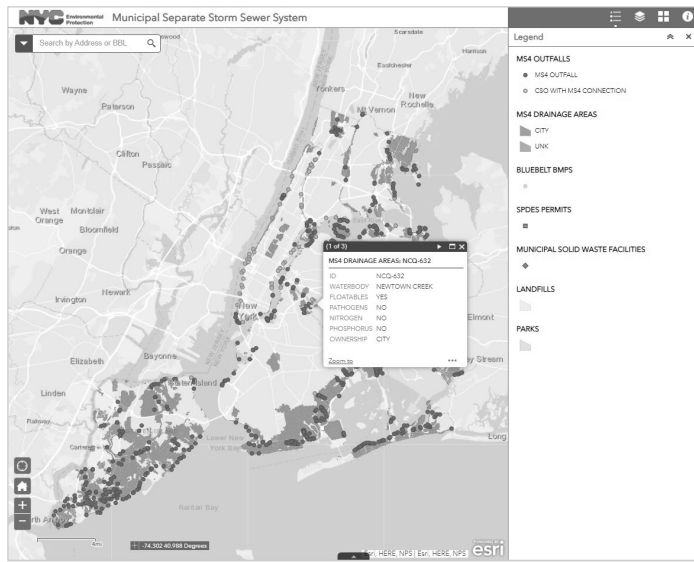 NYC Environmental Protection Municipal Separate Storm Sewer System
Search by Address or BBL
Scarsdale
Harrison
Eastchester
Yonkers
Wayne
New Rochelle
Mt Vernon
Paterson
Clifton
Passaic
West Orange
Montclair
Bloomfield
Orange
Newark
Irvington
New York
Elmont
Elizabeth
Bayonne
Valley Stream
Staten Island
Linden
Rahway
Carteret
Lower New York Bay
Long
Raritan Bay
Perth Amboy
(1 of 3)
MS4 DRAINAGE AREAS: NCQ-632
ID NCQ-632
WATERBODY NEWTOWN CREEK
FLOATABLES YES
PATHOGENS NO
NITROGEN NO
PHOSPHORUS NO
OWNERSHIP CITY
Zoom to
4mi
-74.302 40.988 Degrees
Esri, HERE, NPS | Esri, HERE, NPS
esri
Legend
MS4 OUTFALLS
MS4 OUTFALL
CSO WITH MS4 CONNECTION
MS4 DRAINAGE AREAS
CITY
UNK
BLUEBELT BMPS
SPDES PERMITS
MUNICIPAL SOLID WASTE FACILITIES
LANDFILLS
PARKS